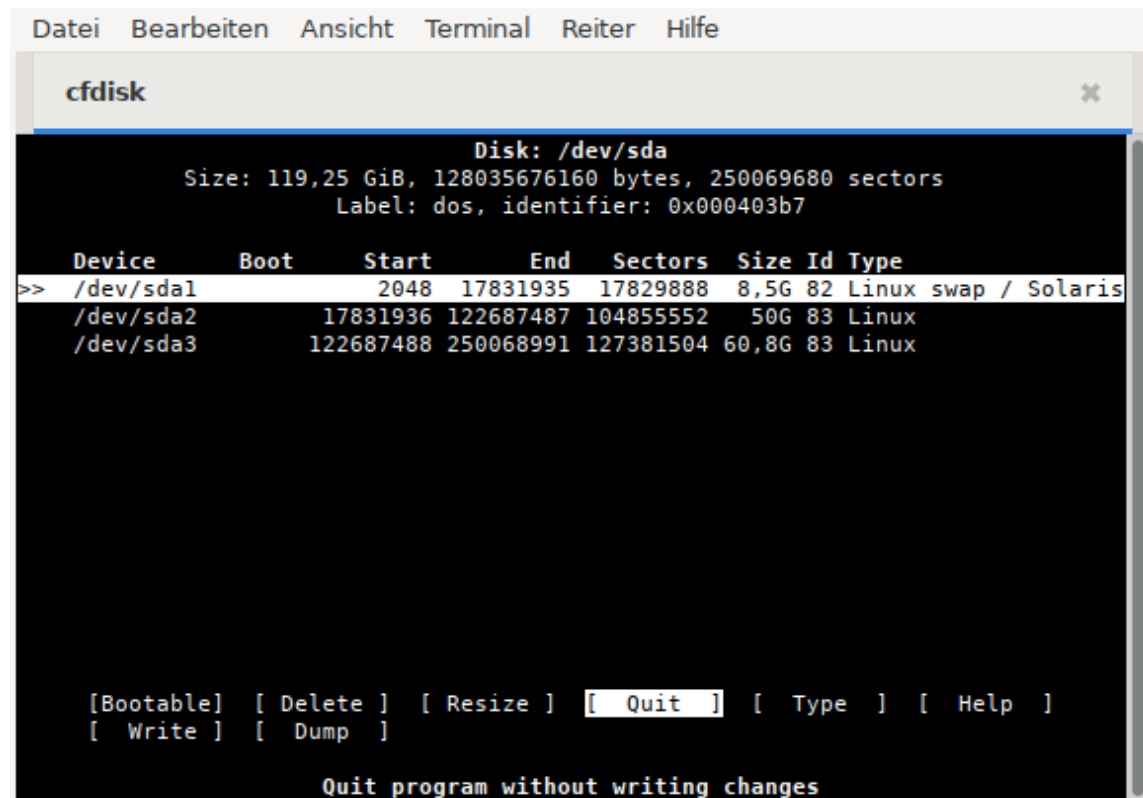 Datei Bearbeiten Ansicht Terminal Reiter Hilfe
cfdisk
Disk: /dev/sda
Size: 119,25 GiB, 128035676160 bytes, 250069680 sectors
Label: dos, identifier: 0x000403b7
Device Boot Start End Sectors Size Id Type
>> /dev/sda1 2048 17831935 17829888 8,5G 82 Linux swap / Solaris
/dev/sda2 17831936 122687487 104855552 50G 83 Linux
/dev/sda3 122687488 250068991 127381504 60,8G 83 Linux
[Bootable] [ Delete ] [ Resize ] [ Quit ] [ Type ] [ Help ]
[ Write ] [ Dump ]
Quit program without writing changes